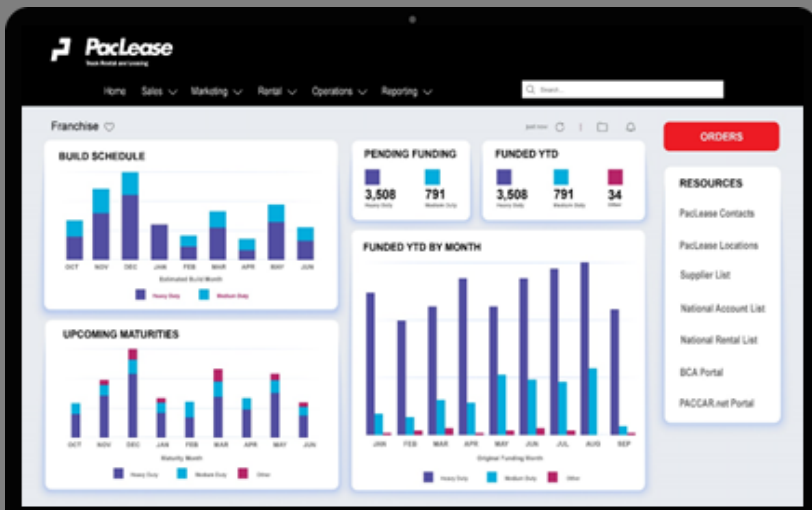 PacLease
Truck Rental and Leasing
Home Sales Marketing Rental Operations Reporting
Search...
Franchise
just now
ORDERS
BUILD SCHEDULE
OCT NOV DEC JAN FEB MAR APR MAY JUN
Estimated Build Month
Heavy Duty Medium Duty
PENDING FUNDING
3,508 791
Heavy Duty Medium Duty
FUNDED YTD
3,508 791 34
Heavy Duty Medium Duty Other
FUNDED YTD BY MONTH
JAN FEB MAR APR MAY JUN JUL AUG SEP
Original Funding Month
Heavy Duty Medium Duty Other
UPCOMING MATURITIES
OCT NOV DEC JAN FEB MAR APR MAY JUN
Maturity Month
Heavy Duty Medium Duty Other
RESOURCES
PacLease Contacts
PacLease Locations
Supplier List
National Account List
National Rental List
BCA Portal
PACCAR.net Portal